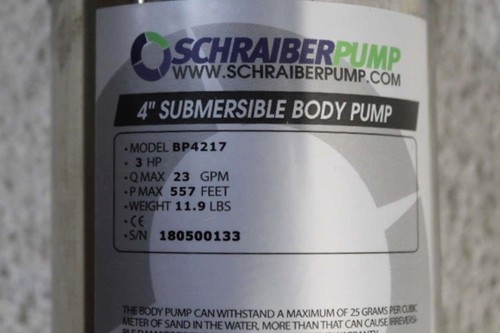 SCHRAIBERPUMP
WWW.SCHRAIBERPUMP.COM
4" SUBMERSIBLE BODY PUMP
• MODEL BP4217
• 3 HP
• Q MAX 23 GPM
• P MAX 557 FEET
• WEIGHT 11.9 LBS
• CE
• S/N 180500133
THE BODY PUMP CAN WITHSTAND A MAXIMUM OF 25 GRAMS PER CUBIC
METER OF SAND IN THE WATER, MORE THAN THAT CAN CAUSE IRREVERSI-